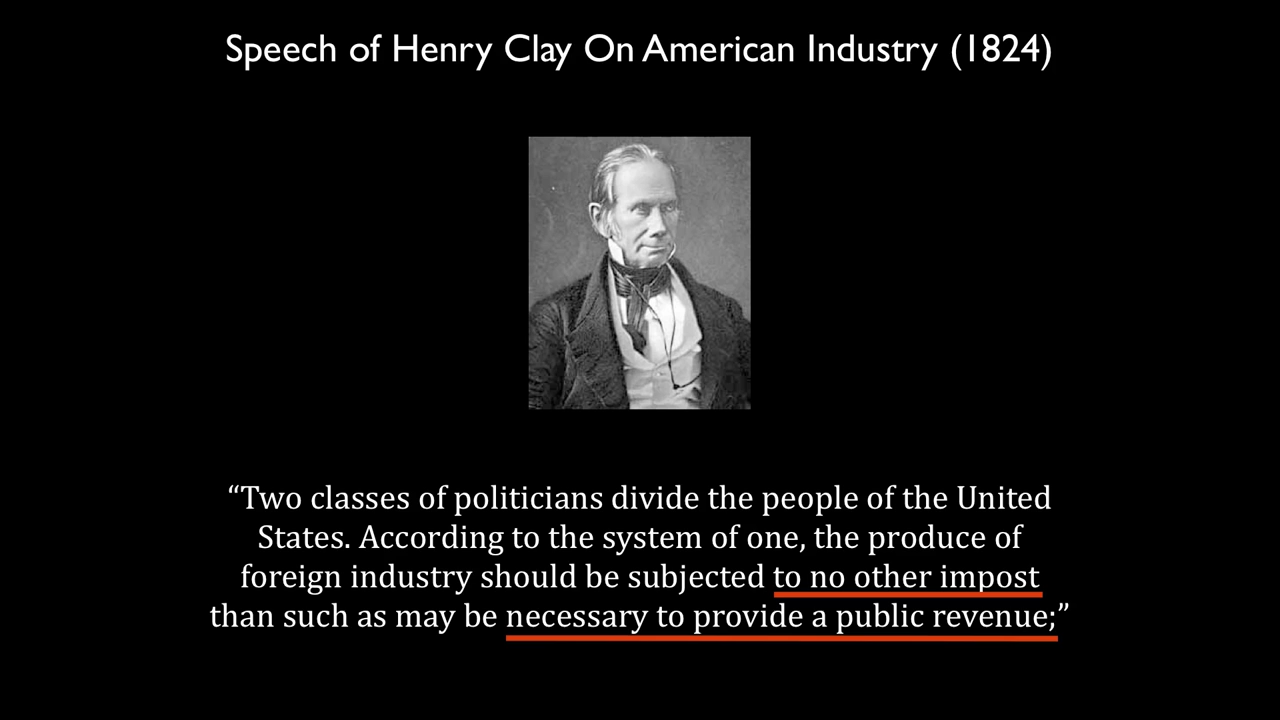 Speech of Henry Clay On American Industry (1824)
“Two classes of politicians divide the people of the United
States. According to the system of one, the produce of
foreign industry should be subjected to no other impost
than such as may be necessary to provide a public revenue;”